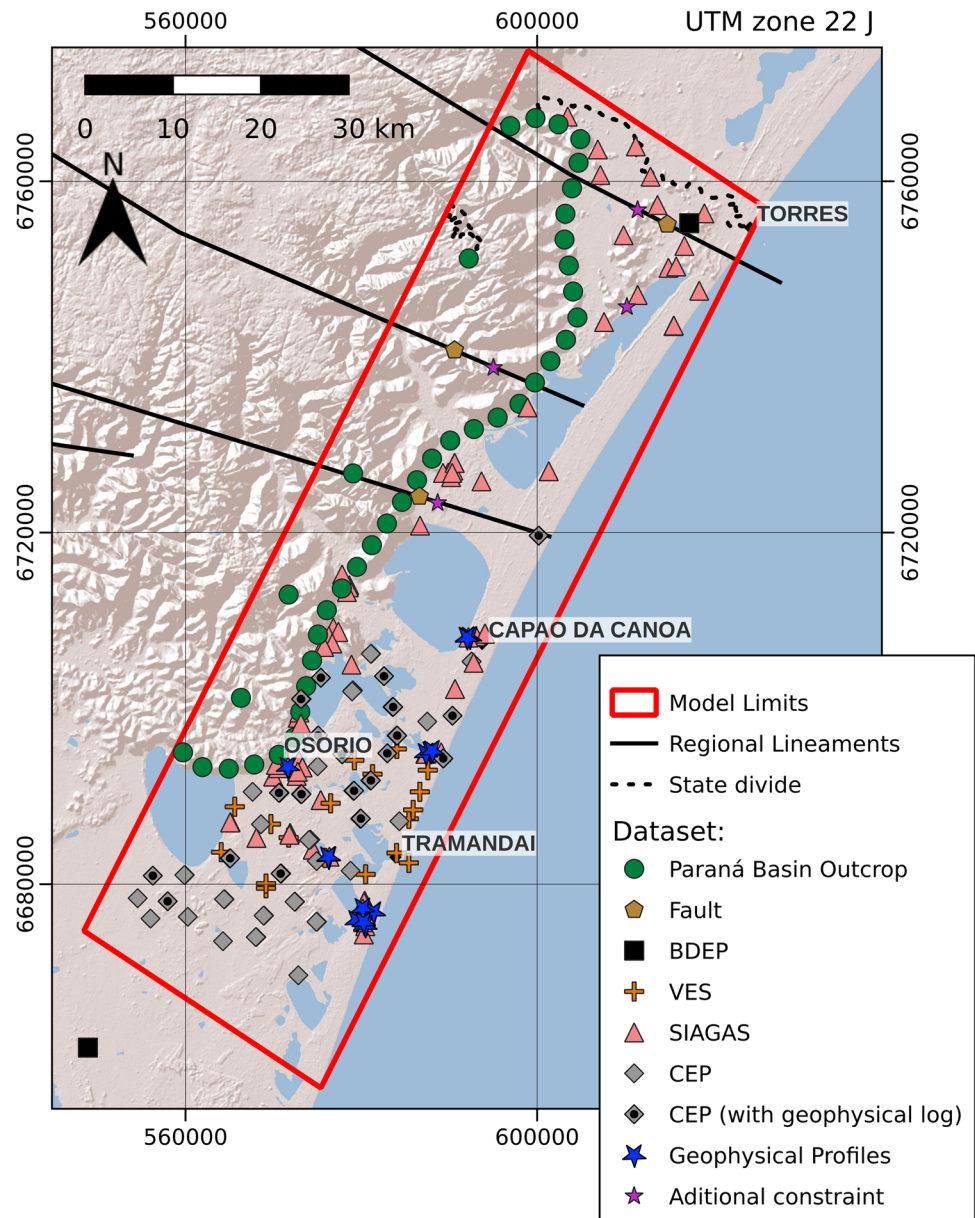 560000 600000 UTM zone 22 J
0 10 20 30 km
N
6760000 6760000
TORRES
6720000 6720000
CAPAO DA CANOA
OSORIO
TRAMANDAI
6680000
Model Limits
Regional Lineaments
State divide
Dataset:
Paraná Basin Outcrop
Fault
BDEP
VES
SIAGAS
CEP
CEP (with geophysical log)
Geophysical Profiles
Aditional constraint
560000 600000